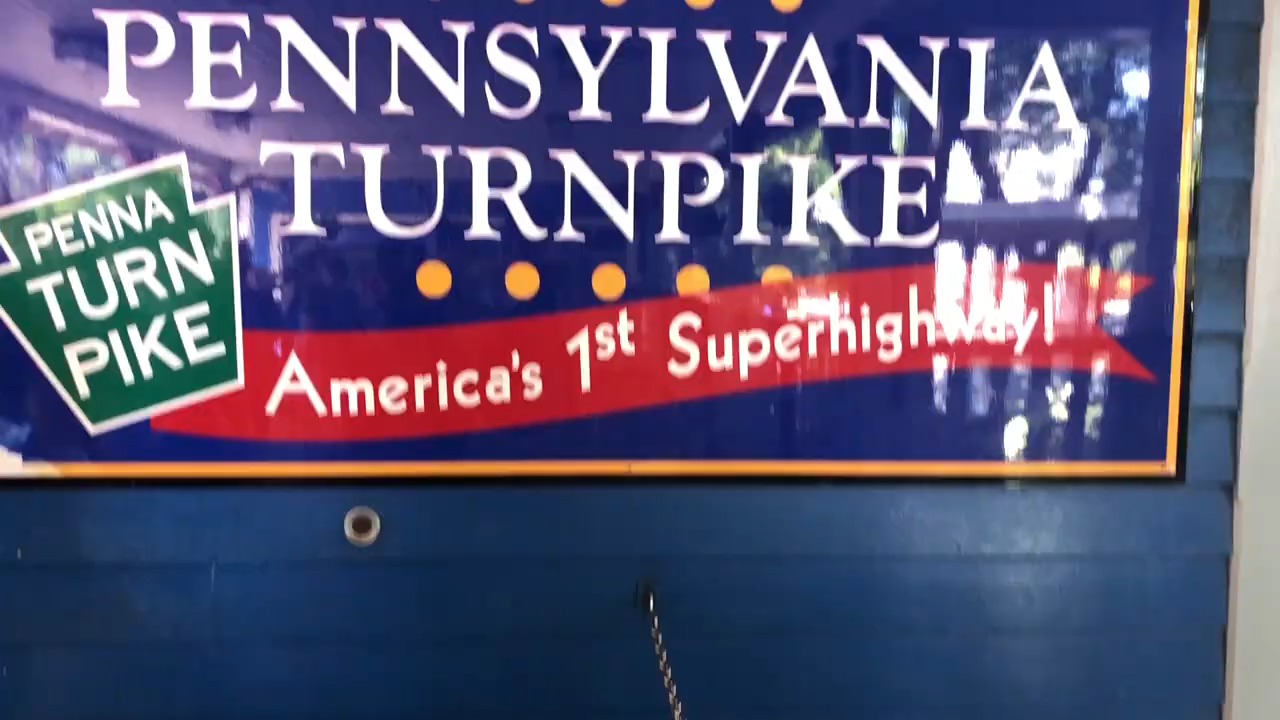 PENNSYLVANIA
TURNPIKE
PENNA
TURN
PIKE
America's 1st Superhighway!